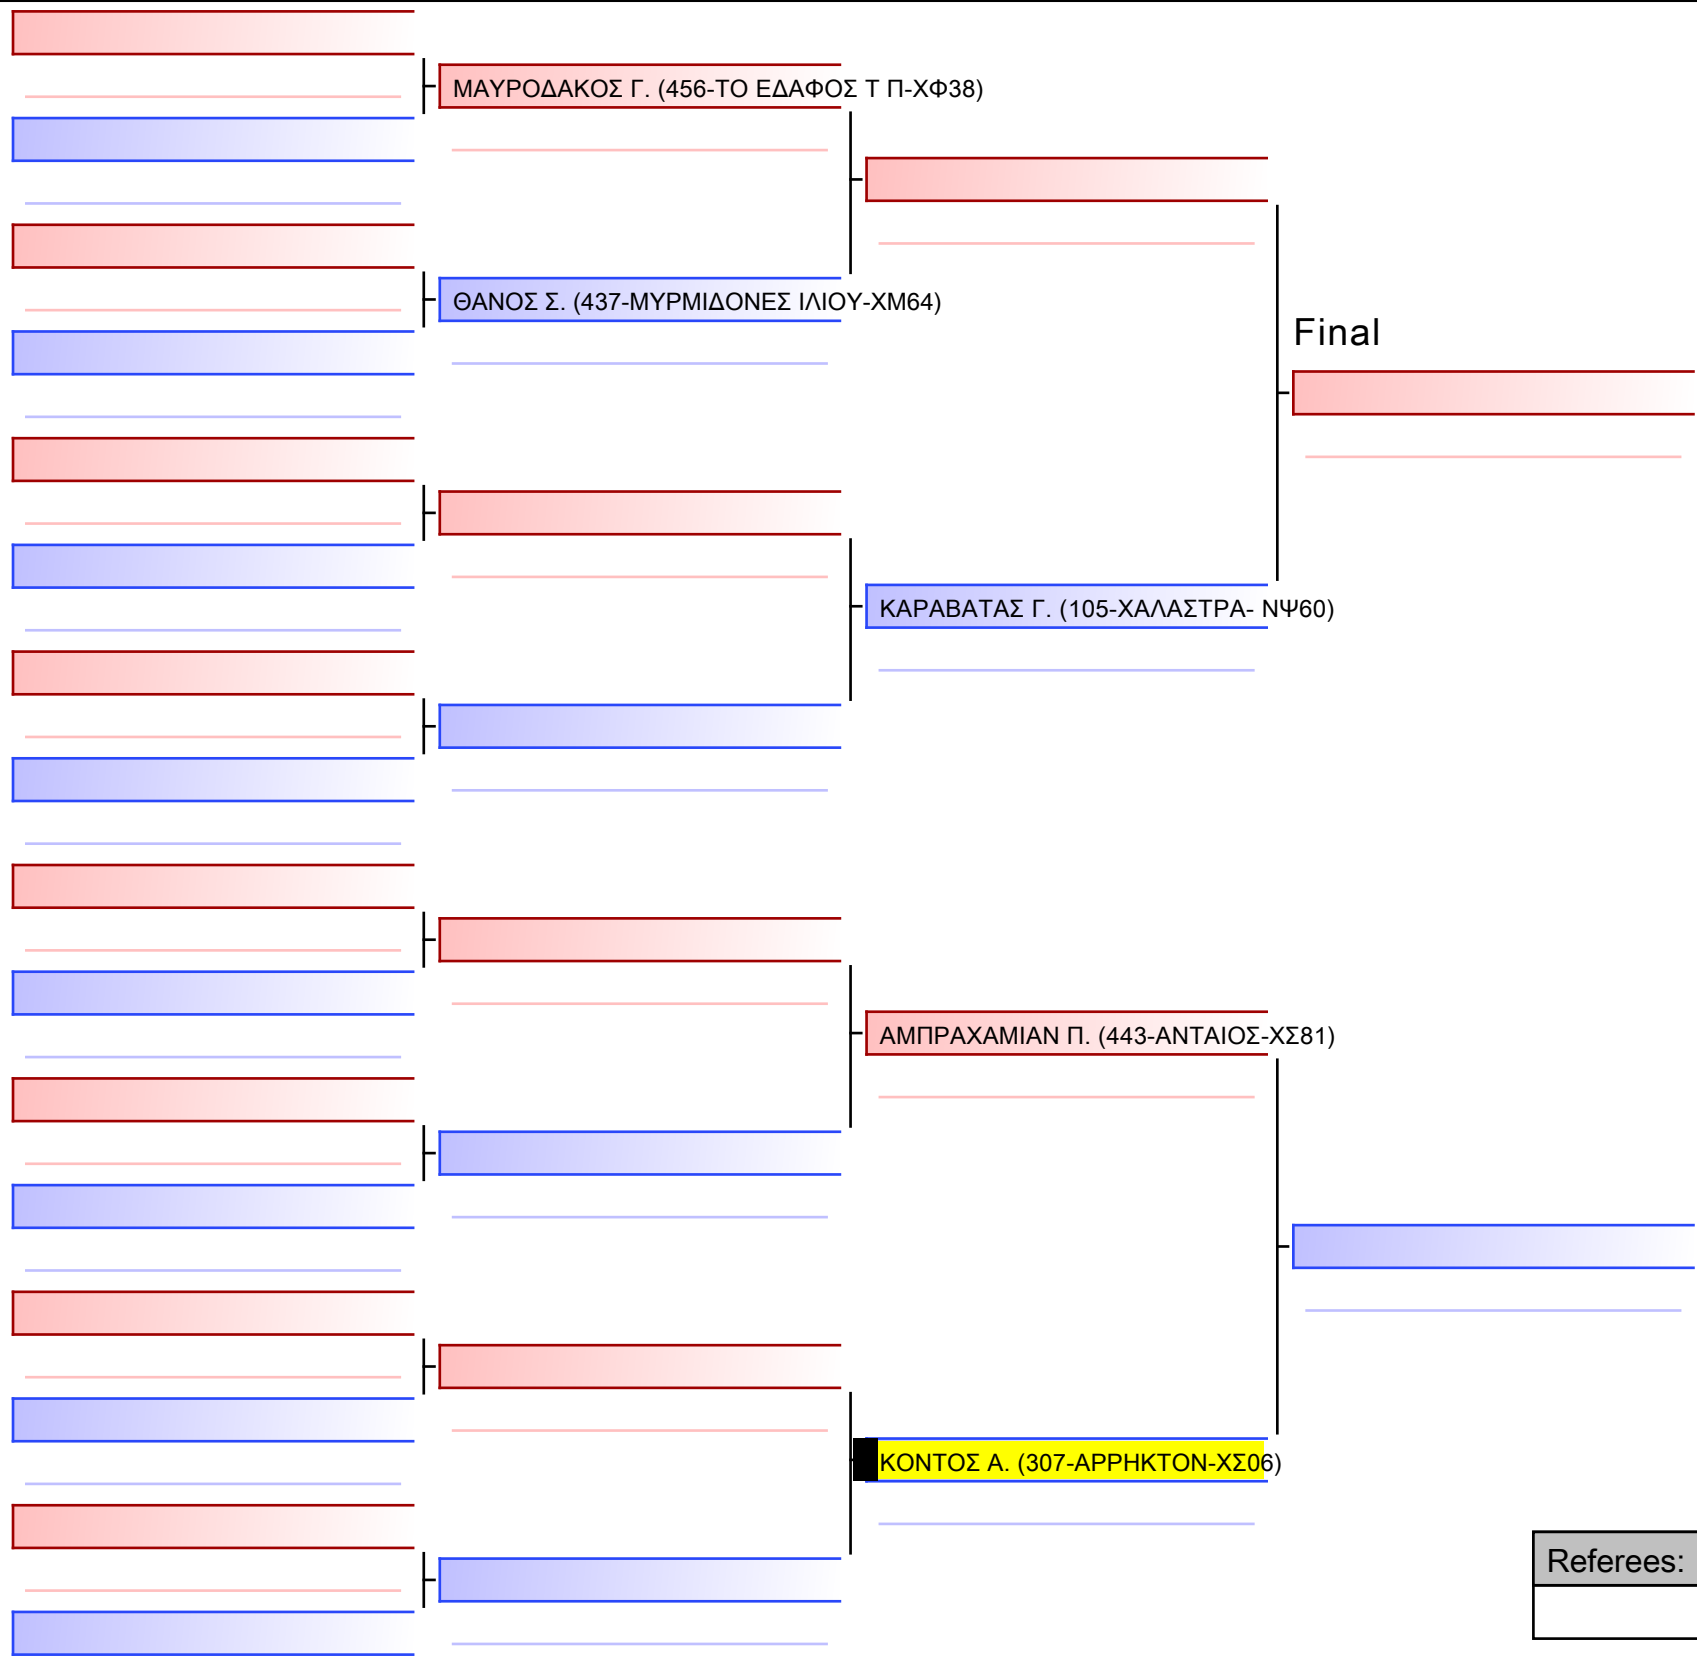 ΜΑΥΡΟΔΑΚΟΣ Γ. (456-ΤΟ ΕΔΑΦΟΣ Τ Π-ΧΦ38)
ΘΑΝΟΣ Σ. (437-ΜΥΡΜΙΔΟΝΕΣ ΙΛΙΟΥ-ΧΜ64)
Final
ΚΑΡΑΒΑΤΑΣ Γ. (105-ΧΑΛΑΣΤΡΑ- ΝΨ60)
ΑΜΠΡΑΧΑΜΙΑΝ Π. (443-ΑΝΤΑΙΟΣ-ΧΣ81)
ΚΟΝΤΟΣ Α. (307-ΑΡΡΗΚΤΟΝ-ΧΣ06)
Referees: